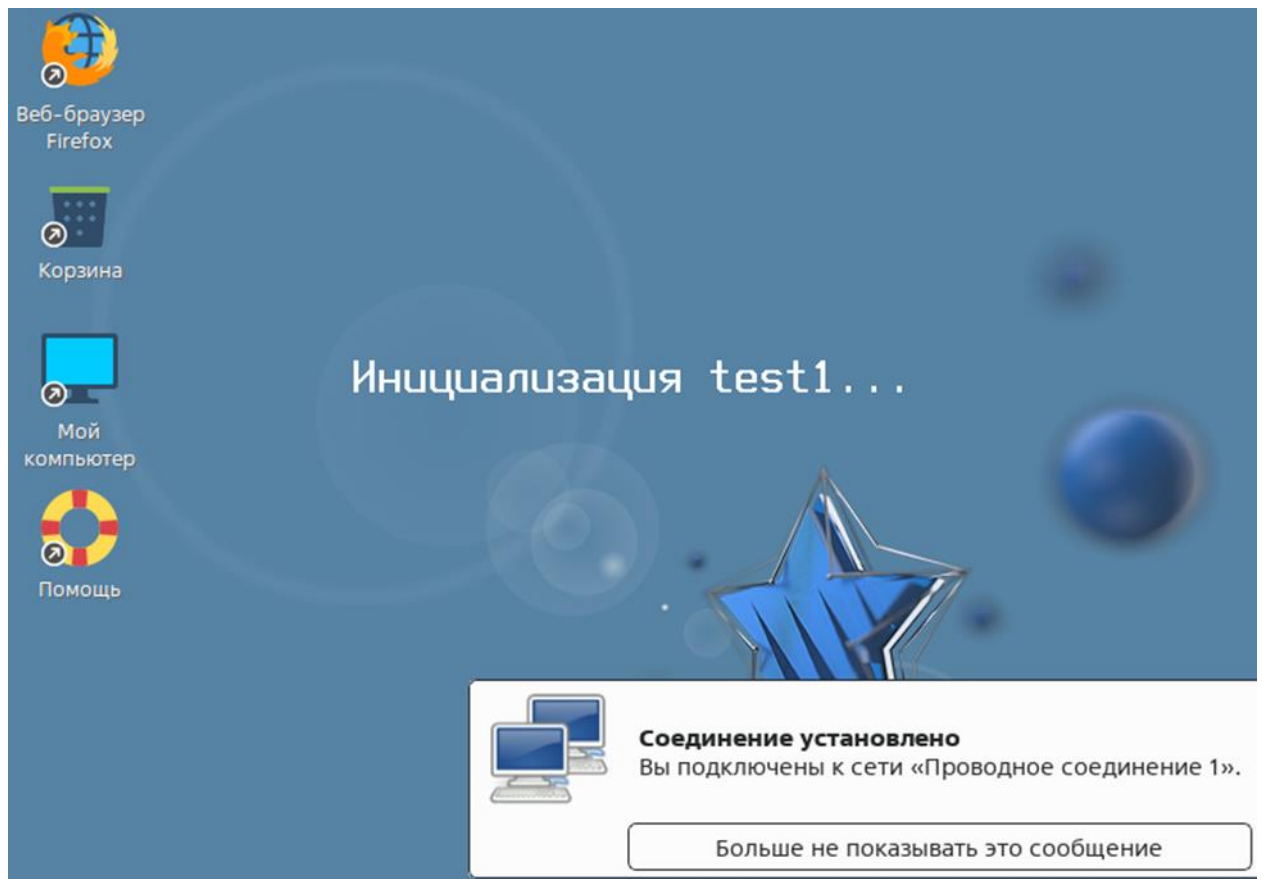 Веб-браузер
Firefox
Корзина
Инициализация test1...
Мой
компьютер
Помощь
Соединение установлено
Вы подключены к сети «Проводное соединение 1».
Больше не показывать это сообщение